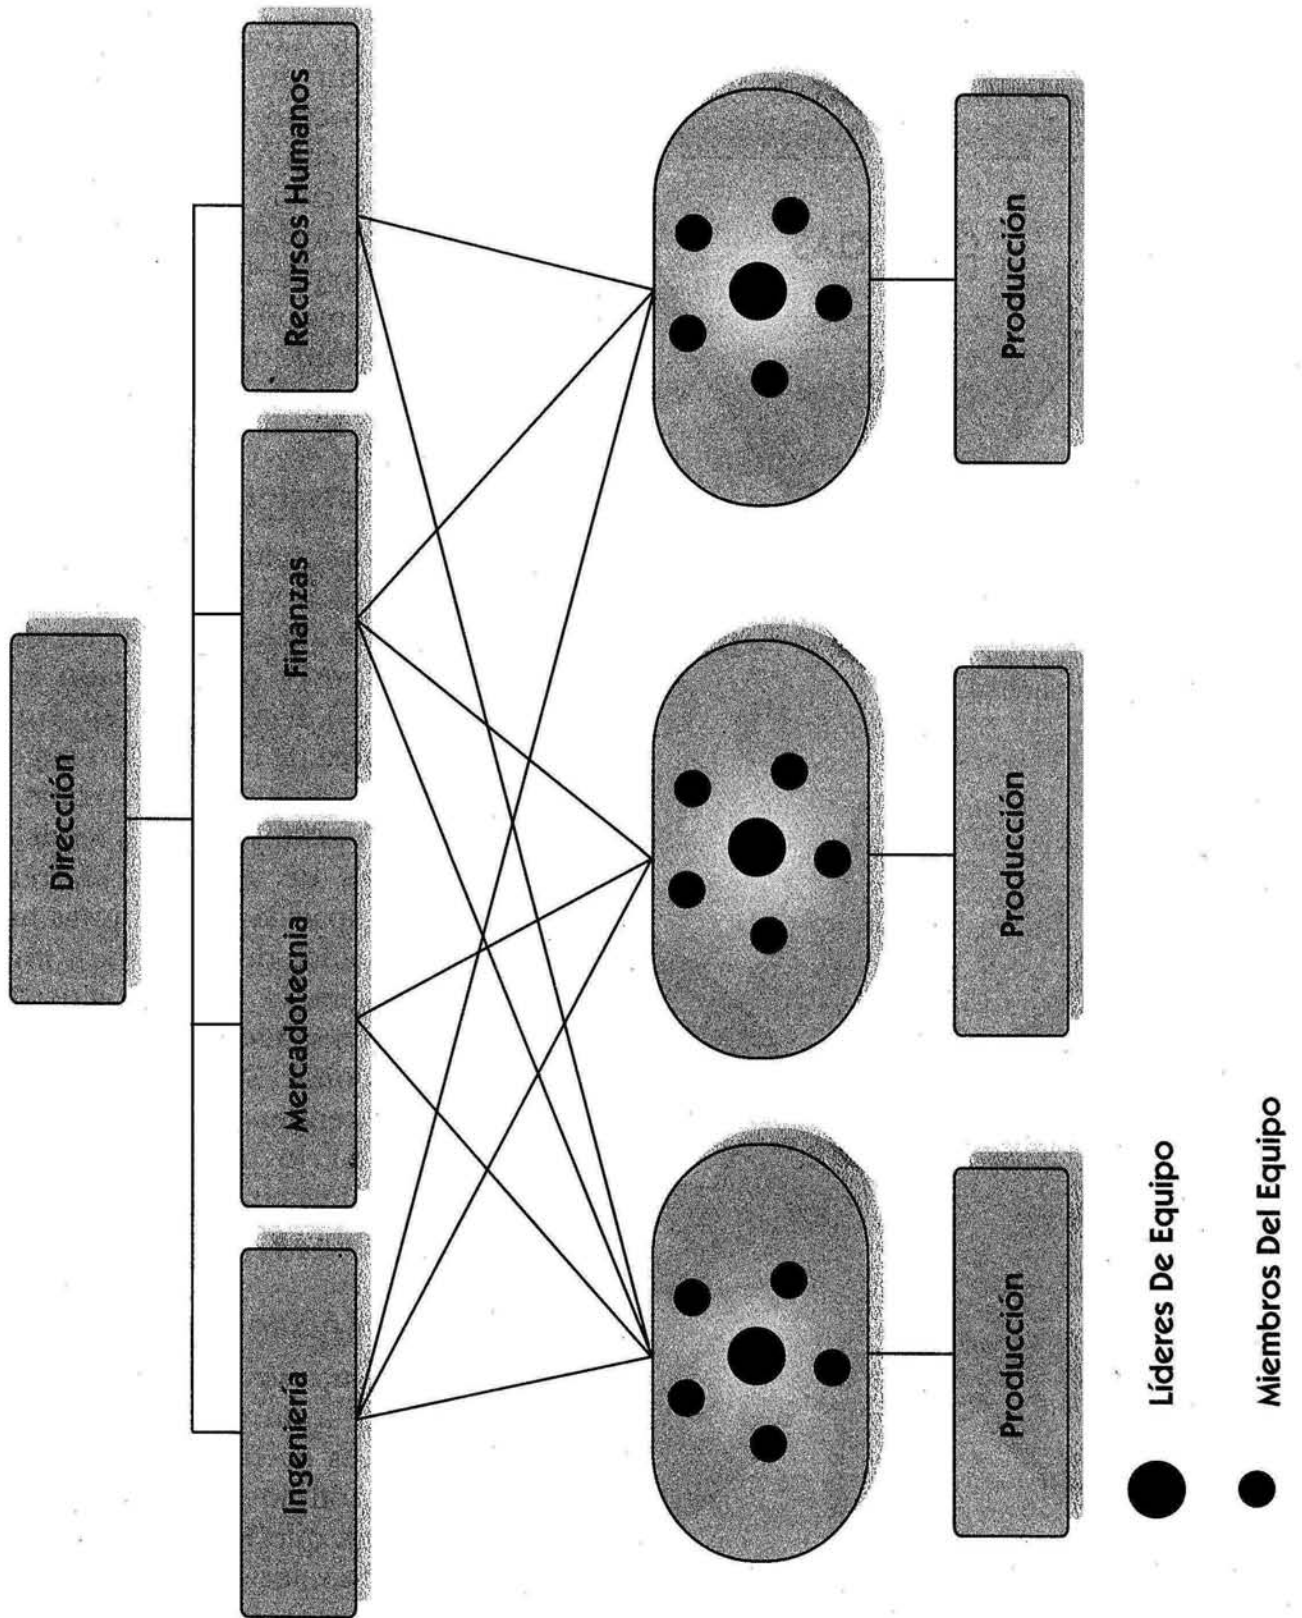 Dirección
Ingeniería
Mercadotecnia
Finanzas
Recursos Humanos
Producción
Producción
Producción
Líderes De Equipo
Miembros Del Equipo